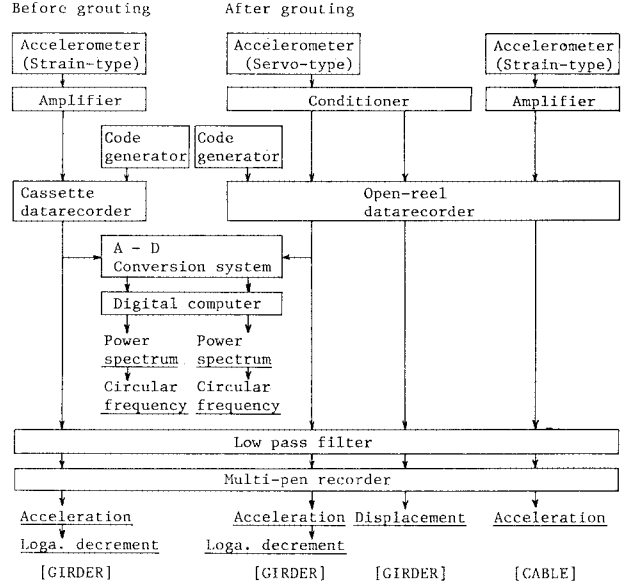 Before grouting
After grouting
Accelerometer
(Strain-type)
Accelerometer
(Servo-type)
Accelerometer
(Strain-type)
Amplifier
Conditioner
Amplifier
Code
generator
Code
generator
Cassette
datarecorder
Open-reel
datarecorder
A - D
Conversion system
Digital computer
Power
spectrum
Power
spectrum
Circular
frequency
Circular
frequency
Low pass filter
Multi-pen recorder
Acceleration
Acceleration
Displacement
Acceleration
Loga. decrement
Loga. decrement
[GIRDER]
[GIRDER]
[GIRDER]
[CABLE]